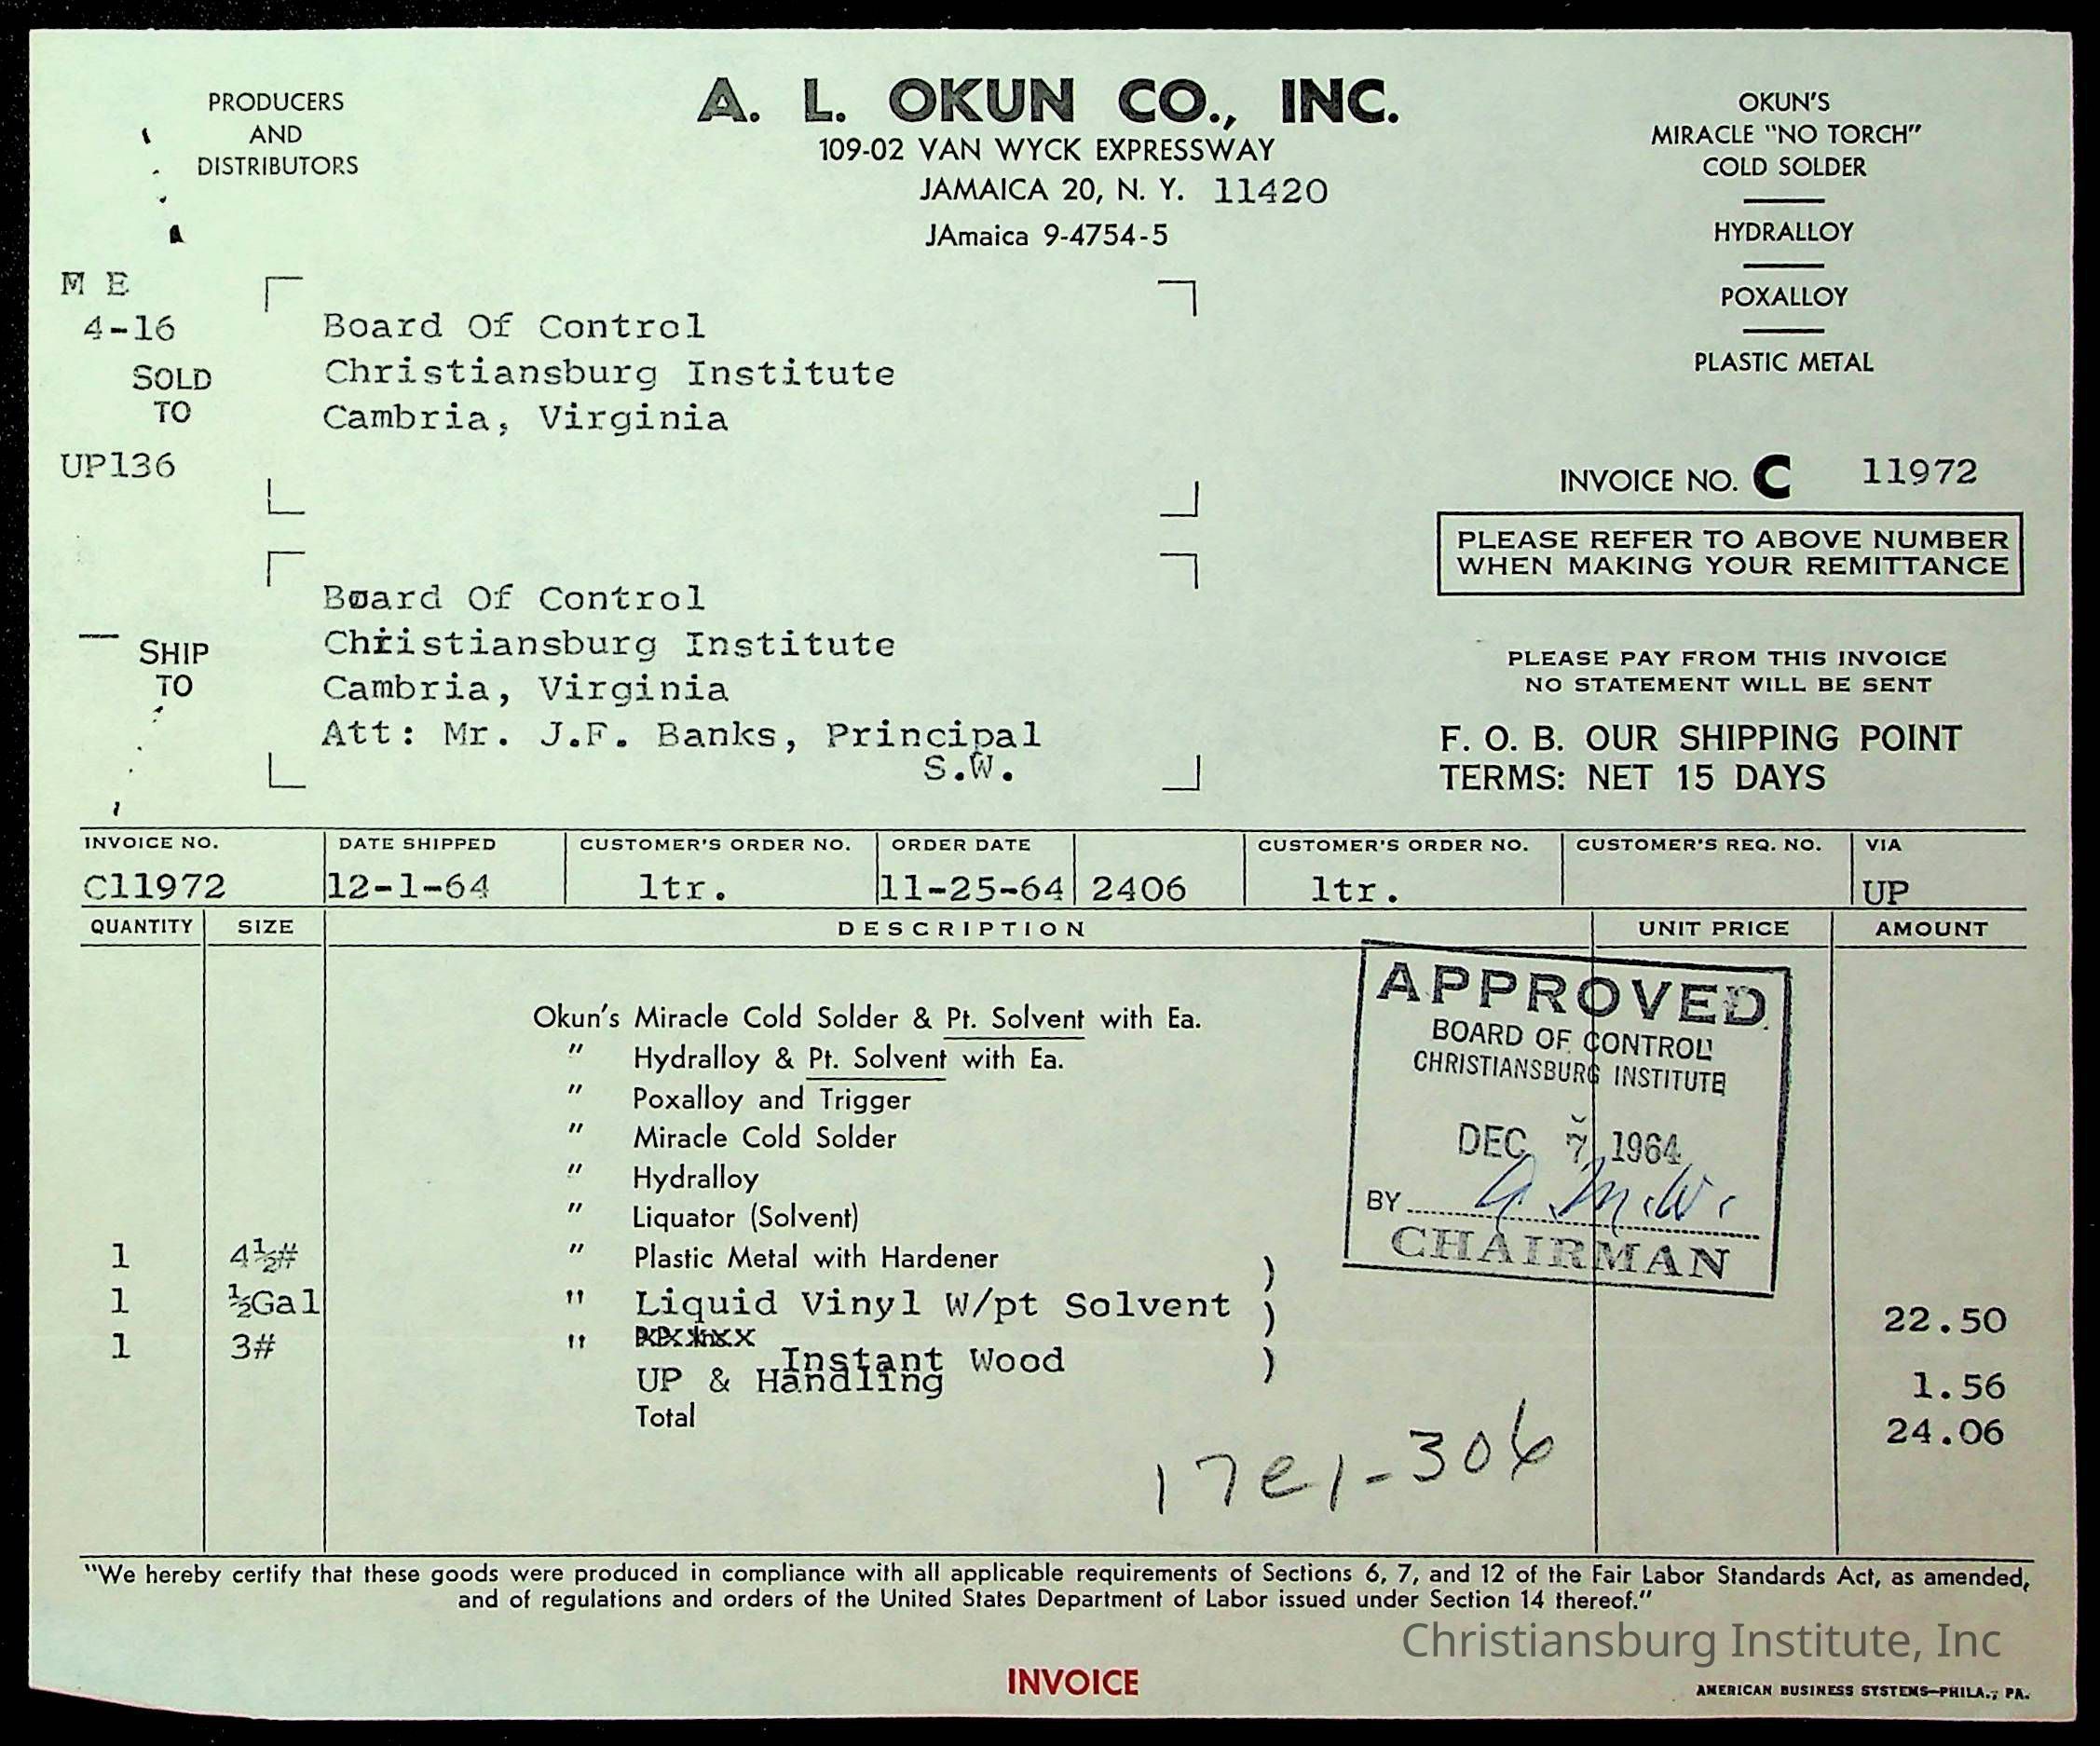 PRODUCERS
AND
DISTRIBUTORS
A. L. OKUN CO., INC.
109-02 VAN WYCK EXPRESSWAY
JAMAICA 20, N. Y. 11420
JAmaica 9-4754-5
OKUN'S
MIRACLE "NO TORCH"
COLD SOLDER
HYDRALLOY
POXALLOY
PLASTIC METAL
M E
4-16
SOLD
TO
UP136
Board Of Control
Christiansburg Institute
Cambria, Virginia
INVOICE NO. C 11972
PLEASE REFER TO ABOVE NUMBER
WHEN MAKING YOUR REMITTANCE
SHIP
TO
Board Of Control
Christiansburg Institute
Cambria, Virginia
Att: Mr. J.F. Banks, Principal
S.W.
PLEASE PAY FROM THIS INVOICE
NO STATEMENT WILL BE SENT
F. O. B. OUR SHIPPING POINT
TERMS: NET 15 DAYS
INVOICE NO. DATE SHIPPED CUSTOMER'S ORDER NO. ORDER DATE CUSTOMER'S ORDER NO. CUSTOMER'S REQ. NO. VIA
C11972 12-1-64 ltr. 11-25-64 2406 ltr. UP
QUANTITY SIZE DESCRIPTION UNIT PRICE AMOUNT
Okun's Miracle Cold Solder & Pt. Solvent with Ea.
" Hydralloy & Pt. Solvent with Ea.
" Poxalloy and Trigger
" Miracle Cold Solder
" Hydralloy
" Liquator (Solvent)
1 4½# " Plastic Metal with Hardener )
1 ½Gal " Liquid Vinyl W/pt Solvent ) 22.50
1 3# " Instant Wood )
UP & Handling 1.56
Total 24.06
APPROVED
BOARD OF CONTROL
CHRISTIANSBURG INSTITUTE
DEC 7 1964
BY
CHAIRMAN
17e1-306
"We hereby certify that these goods were produced in compliance with all applicable requirements of Sections 6, 7, and 12 of the Fair Labor Standards Act, as amended,
and of regulations and orders of the United States Department of Labor issued under Section 14 thereof."
Christiansburg Institute, Inc
INVOICE
AMERICAN BUSINESS SYSTEMS—PHILA., PA.